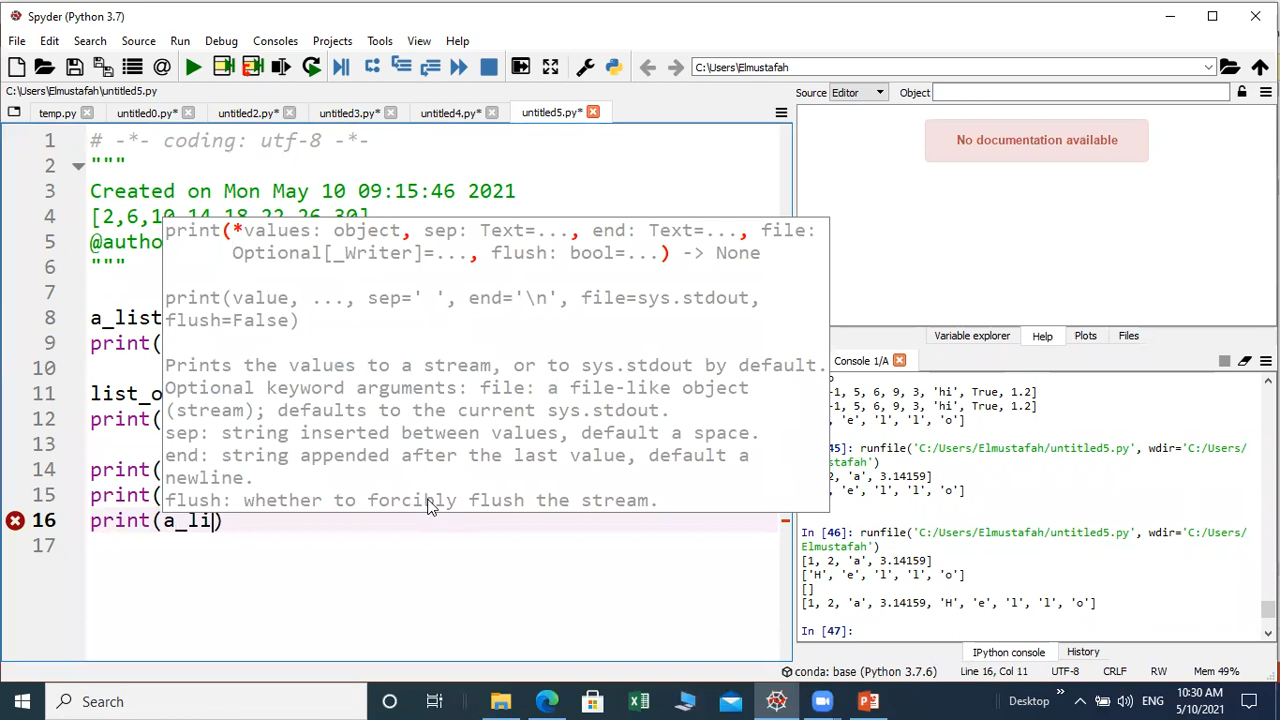 Spyder (Python 3.7)
File Edit Search Source Run Debug Consoles Projects Tools View Help
C:\Users\Elmustafah
C:\Users\Elmustafah\untitled5.py
temp.py untitled0.py* untitled2.py* untitled3.py* untitled4.py* untitled5.py*
1 # -*- coding: utf-8 -*-
2 """
3 Created on Mon May 10 09:15:46 2021
4 [2,6,10,14,18,22,26,30]
5 @autho
6 """
7
8 a_list
9 print(
10
11 list_o
12 print(
13
14 print(
15 print(
16 print(a_li)
17
print(*values: object, sep: Text=..., end: Text=..., file:
Optional[_Writer]=..., flush: bool=...) -> None
print(value, ..., sep=' ', end='\n', file=sys.stdout,
flush=False)
Prints the values to a stream, or to sys.stdout by default.
Optional keyword arguments: file: a file-like object
(stream); defaults to the current sys.stdout.
sep: string inserted between values, default a space.
end: string appended after the last value, default a
newline.
flush: whether to forcibly flush the stream.
Source Editor Object
No documentation available
Variable explorer Help Plots Files
Console 1/A
-1, 5, 6, 9, 3, 'hi', True, 1.2]
-1, 5, 6, 9, 3, 'hi', True, 1.2]
, 'e', 'l', 'l', 'o']
45]: runfile('C:/Users/Elmustafah/untitled5.py', wdir='C:/Users/
stafah')
, 'a', 3.14159]
, 'e', 'l', 'l', 'o']
In [46]: runfile('C:/Users/Elmustafah/untitled5.py', wdir='C:/Users/
Elmustafah')
[1, 2, 'a', 3.14159]
['H', 'e', 'l', 'l', 'o']
[]
[1, 2, 'a', 3.14159, 'H', 'e', 'l', 'l', 'o']
In [47]:
IPython console History
conda: base (Python 3.7.6) Line 16, Col 11 UTF-8 CRLF RW Mem 49%
Search
Desktop ENG 10:30 AM
5/10/2021